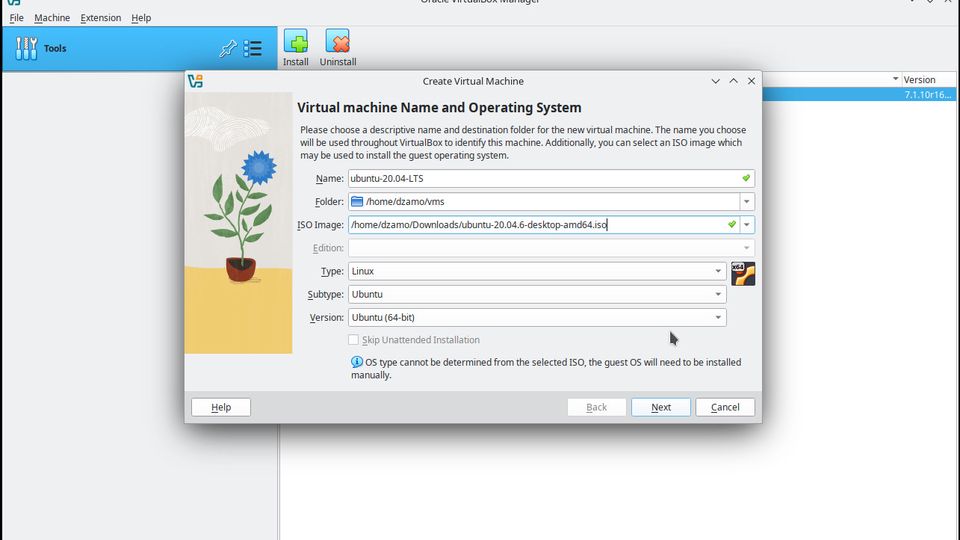 Oracle VirtualBox Manager
File Machine Extension Help
Tools
Install Uninstall
Version
7.1.10r16...
Create Virtual Machine
Virtual machine Name and Operating System
Please choose a descriptive name and destination folder for the new virtual machine. The name you choose
will be used throughout VirtualBox to identify this machine. Additionally, you can select an ISO image which
may be used to install the guest operating system.
Name: ubuntu-20.04-LTS
Folder: /home/dzamo/vms
ISO Image: /home/dzamo/Downloads/ubuntu-20.04.6-desktop-amd64.iso
Edition:
Type: Linux
x64
Subtype: Ubuntu
Version: Ubuntu (64-bit)
Skip Unattended Installation
OS type cannot be determined from the selected ISO, the guest OS will need to be installed
manually.
Help Back Next Cancel